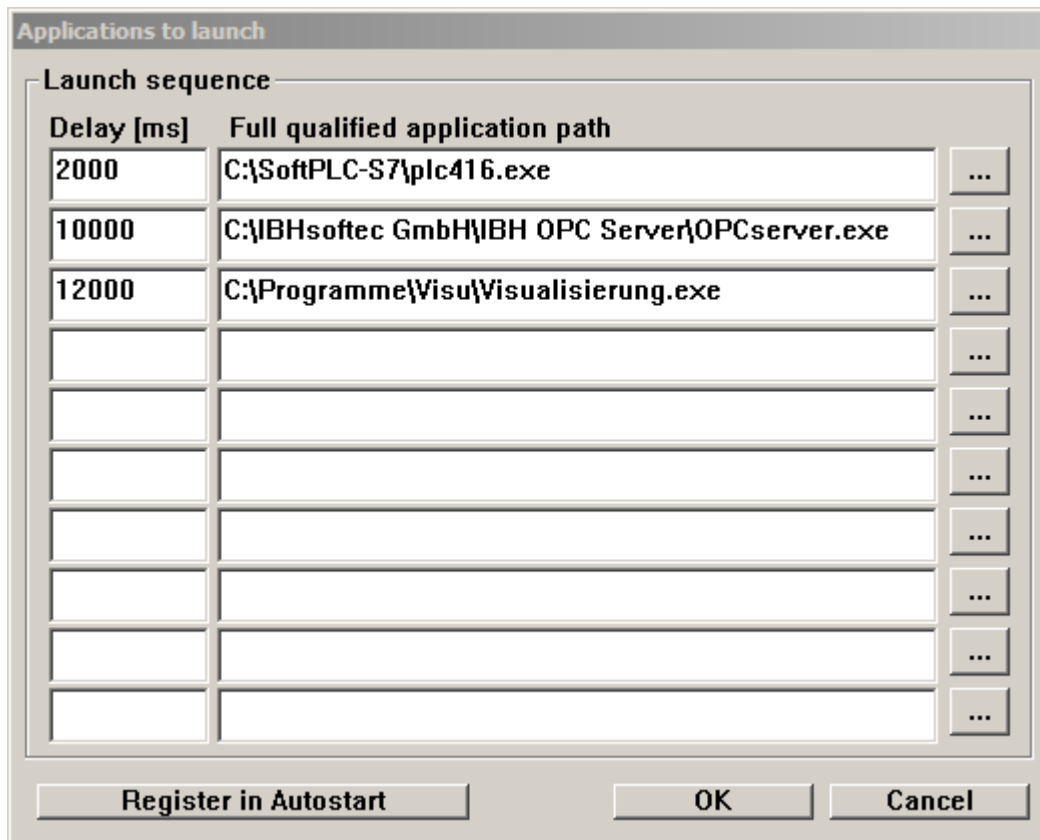 Applications to launch
Launch sequence
Delay [ms] Full qualified application path
2000 C:\SoftPLC-S7\plc416.exe ...
10000 C:\IBHsoftec GmbH\IBH OPC Server\OPCserver.exe ...
12000 C:\Programme\Visu\Visualisierung.exe ...
...
...
...
...
...
...
...
Register in Autostart OK Cancel